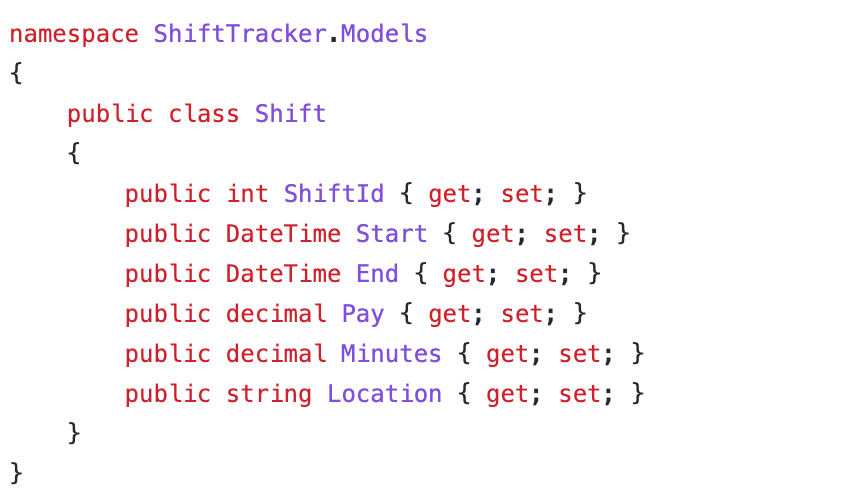 namespace ShiftTracker.Models
{
    public class Shift
    {
        public int ShiftId { get; set; }
        public DateTime Start { get; set; }
        public DateTime End { get; set; }
        public decimal Pay { get; set; }
        public decimal Minutes { get; set; }
        public string Location { get; set; }
    }
}